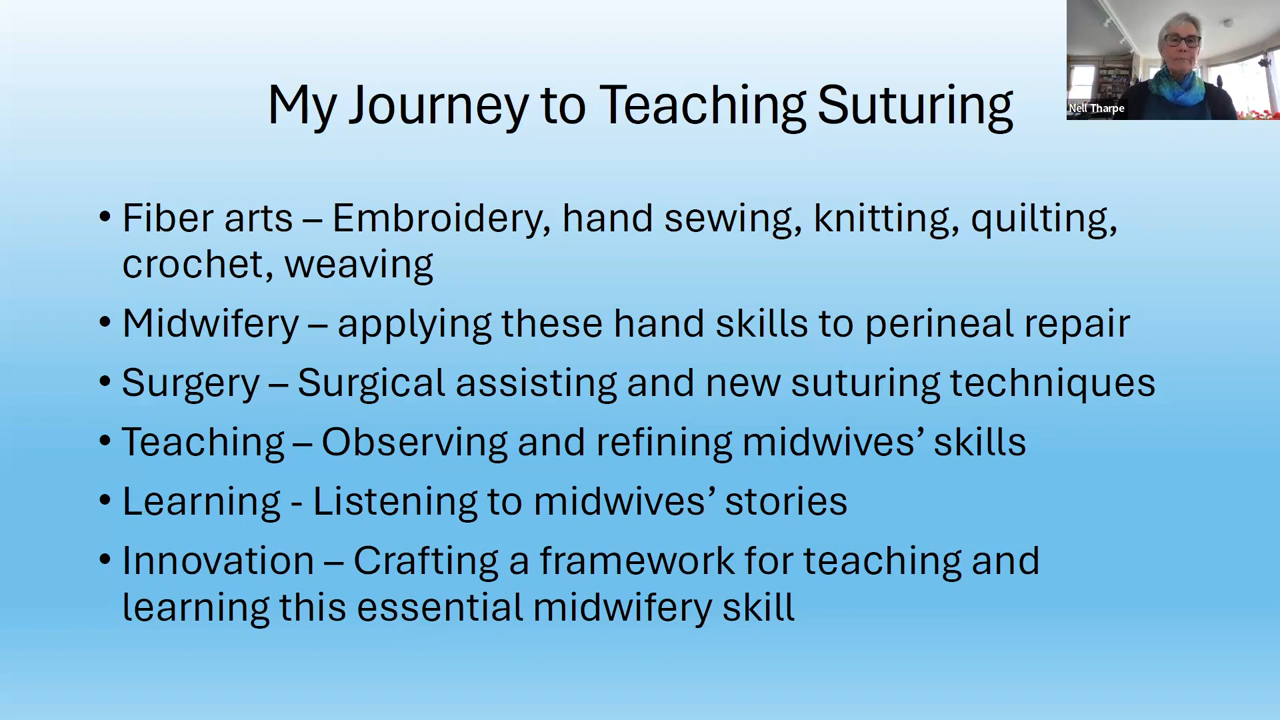 My Journey to Teaching Suturing
Nell Tharpe
• Fiber arts – Embroidery, hand sewing, knitting, quilting,
crochet, weaving
• Midwifery – applying these hand skills to perineal repair
• Surgery – Surgical assisting and new suturing techniques
• Teaching – Observing and refining midwives’ skills
• Learning - Listening to midwives’ stories
• Innovation – Crafting a framework for teaching and
learning this essential midwifery skill